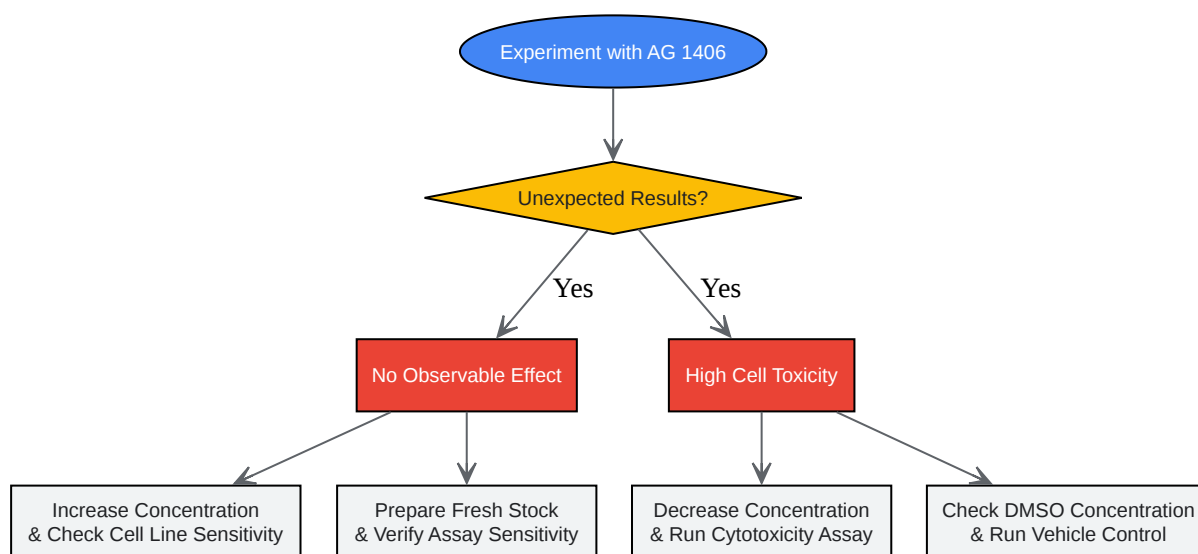 Experiment with AG 1406
Unexpected Results?
Yes
Yes
No Observable Effect
High Cell Toxicity
Increase Concentration
& Check Cell Line Sensitivity
Prepare Fresh Stock
& Verify Assay Sensitivity
Decrease Concentration
& Run Cytotoxicity Assay
Check DMSO Concentration
& Run Vehicle Control